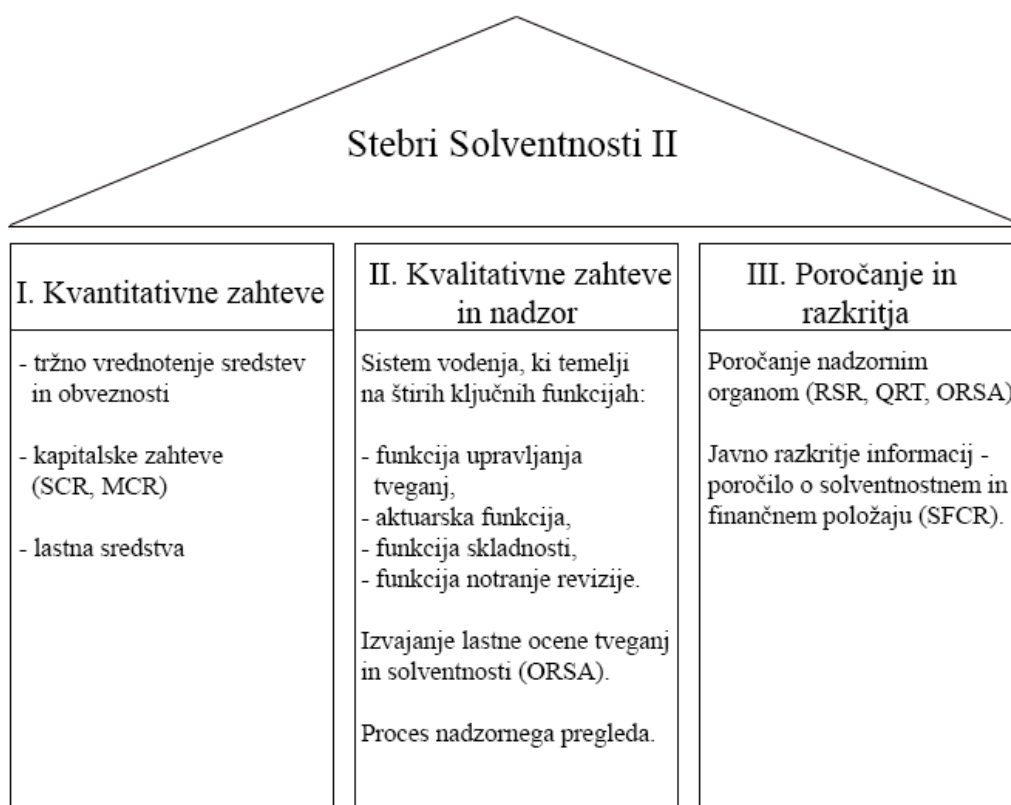 Stebri Solventnosti II
I. Kvantitativne zahteve
- tržno vrednotenje sredstev
in obveznosti
- kapitalske zahteve
(SCR, MCR)
- lastna sredstva
II. Kvalitativne zahteve
in nadzor
Sistem vodenja, ki temelji
na štirih ključnih funkcijah:
- funkcija upravljanja
tveganj,
- aktuarska funkcija,
- funkcija skladnosti,
- funkcija notranje revizije.
Izvajanje lastne ocene tveganj
in solventnosti (ORSA).
Proces nadzornega pregleda.
III. Poročanje in
razkritja
Poročanje nadzornim
organom (RSR, QRT, ORSA)
Javno razkritje informacij -
poročilo o solventnostnem in
finančnem položaju (SFCR).